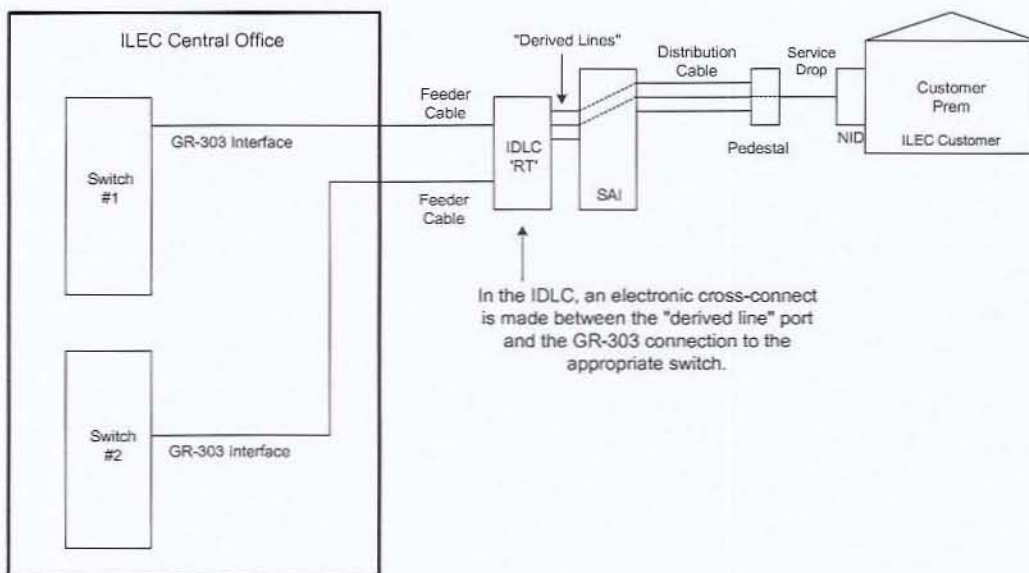 ILEC Central Office
Switch
#1
GR-303 Interface
Switch
#2
GR-303 Interface
Feeder
Cable
Feeder
Cable
IDLC
'RT'
"Derived Lines"
SAI
Distribution
Cable
Pedestal
Service
Drop
NID
Customer
Prem
ILEC Customer
In the IDLC, an electronic cross-connect
is made between the "derived line" port
and the GR-303 connection to the
appropriate switch.